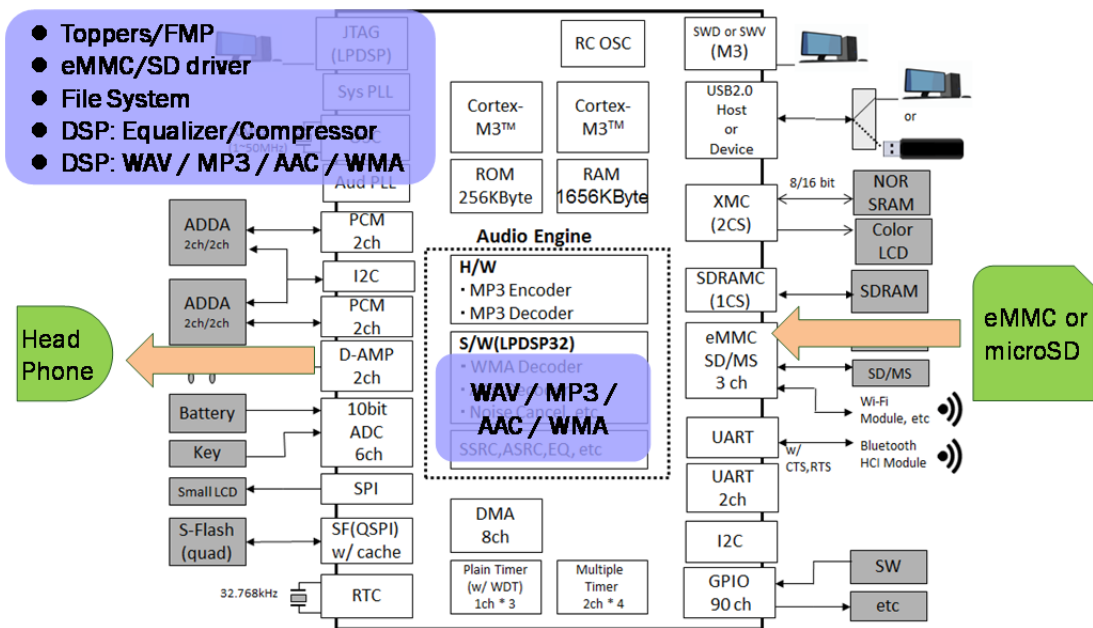 ● Toppers/FMP
● eMMC/SD driver
● File System
● DSP: Equalizer/Compressor
● DSP: WAV / MP3 / AAC / WMA
JTAG
(LPDSP)
Sys PLL
OSC
(1~50MHz)
Aud PLL
RC OSC
SWD or SWV
(M3)
Cortex-
M3™
Cortex-
M3™
USB2.0
Host
or
Device
or
ROM
256KByte
RAM
1656KByte
XMC
(2CS)
8/16 bit
NOR
SRAM
Color
LCD
ADDA
2ch/2ch
PCM
2ch
I2C
ADDA
2ch/2ch
PCM
2ch
Audio Engine
H/W
・MP3 Encoder
・MP3 Decoder
S/W(LPDSP32)
・WMA Decoder
・Noise Cancel, etc
SSRC,ASRC,EQ, etc
WAV / MP3 /
AAC / WMA
SDRAMC
(1CS)
SDRAM
eMMC
SD/MS
3 ch
eMMC or
microSD
SD/MS
Wi-Fi
Module, etc
Head
Phone
D-AMP
2ch
Battery
Key
10bit
ADC
6ch
UART
w/
CTS,RTS
Bluetooth
HCI Module
UART
2ch
Small LCD
SPI
S-Flash
(quad)
SF(QSPI)
w/ cache
DMA
8ch
I2C
32.768kHz
RTC
Plain Timer
(w/ WDT)
1ch * 3
Multiple
Timer
2ch * 4
GPIO
90 ch
SW
etc